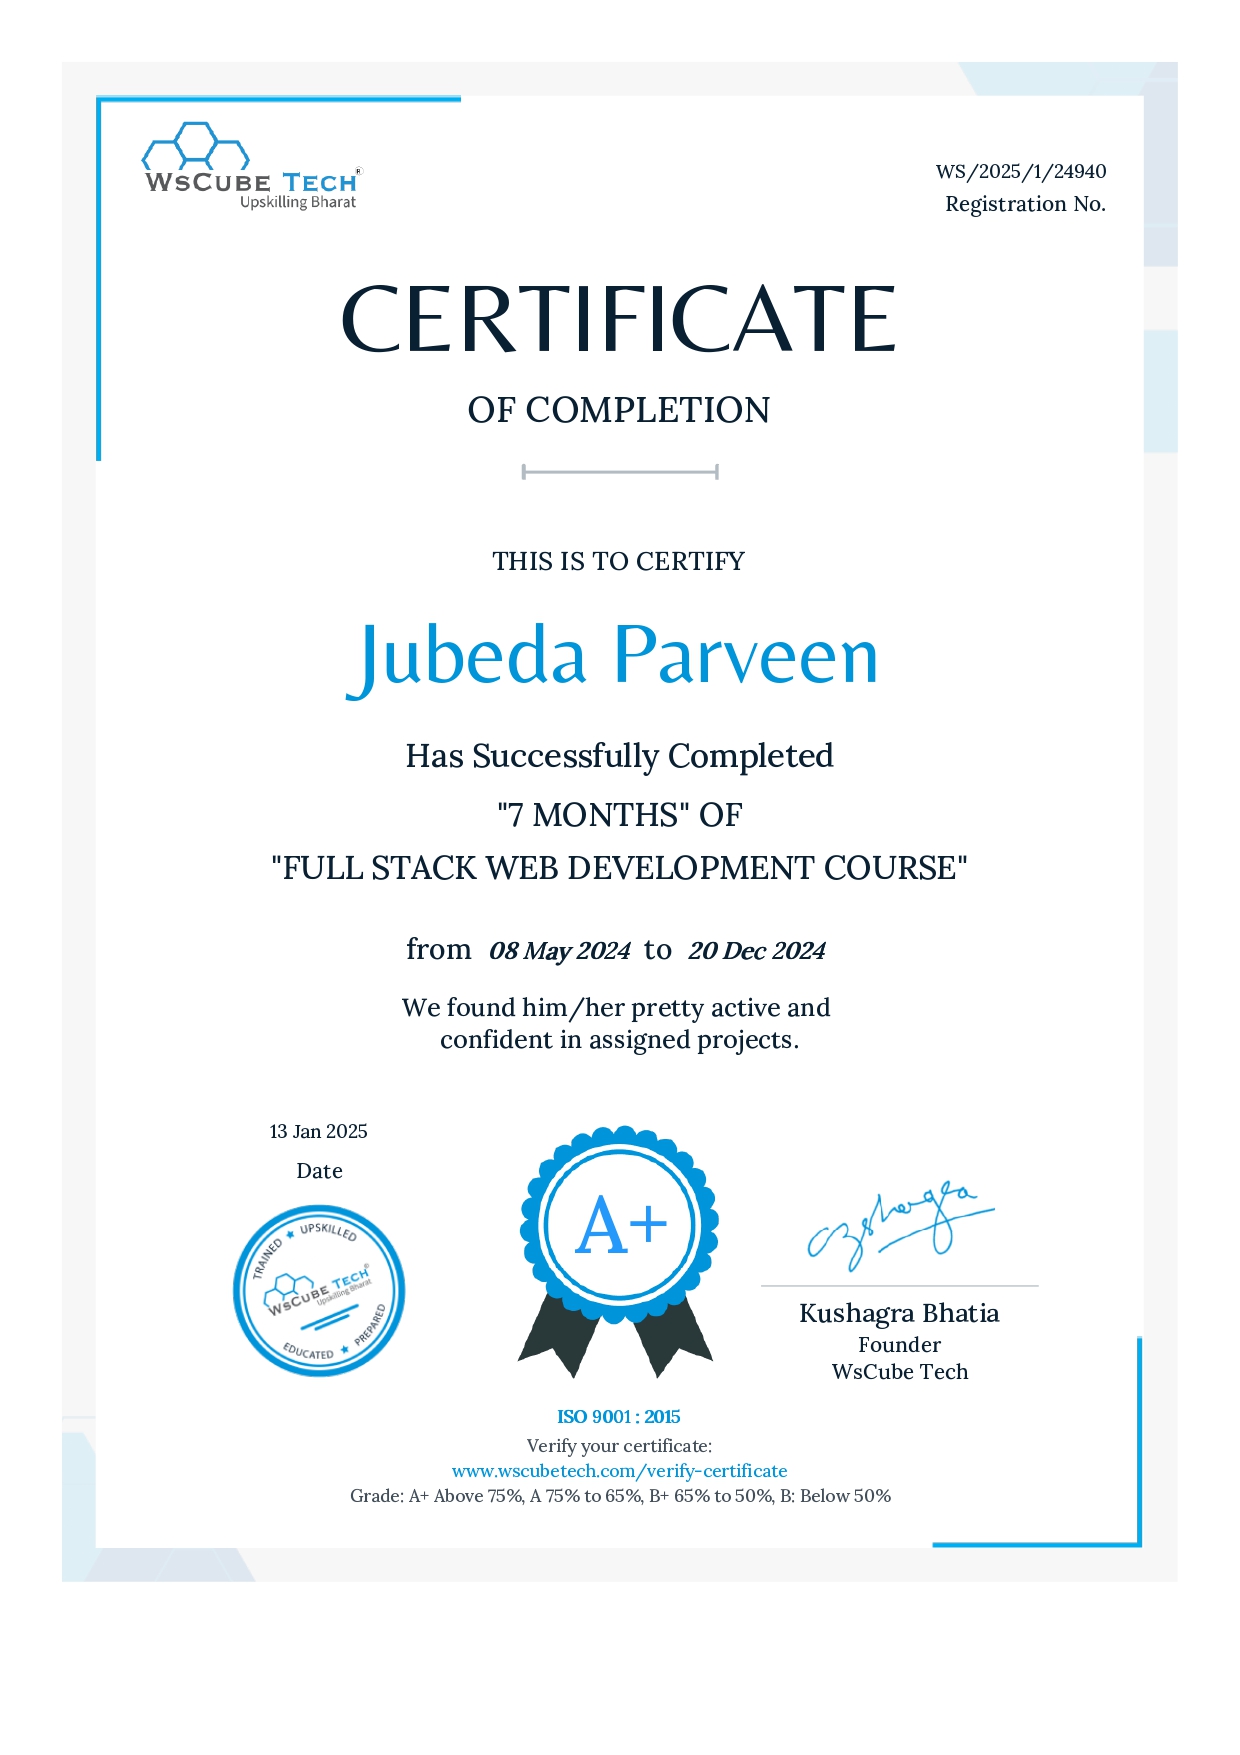 WsCube Tech®
Upskilling Bharat
WS/2025/1/24940
Registration No.
CERTIFICATE
OF COMPLETION
THIS IS TO CERTIFY
Jubeda Parveen
Has Successfully Completed
"7 MONTHS" OF
"FULL STACK WEB DEVELOPMENT COURSE"
from 08 May 2024 to 20 Dec 2024
We found him/her pretty active and
confident in assigned projects.
13 Jan 2025
Date
TRAINED ★ UPSKILLED
WsCube Tech®
Upskilling Bharat
EDUCATED ★ PREPARED
A+
Kushagra Bhatia
Founder
WsCube Tech
ISO 9001 : 2015
Verify your certificate:
www.wscubetech.com/verify-certificate
Grade: A+ Above 75%, A 75% to 65%, B+ 65% to 50%, B: Below 50%